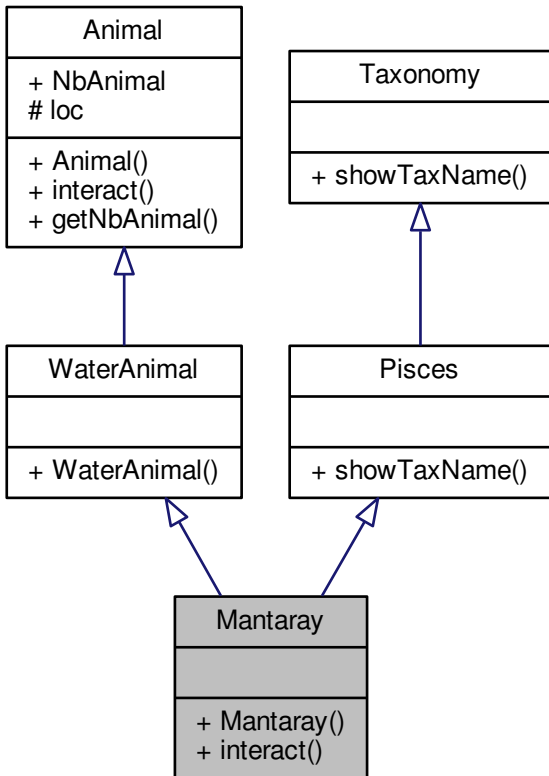 Animal
+ NbAnimal
# loc
+ Animal()
+ interact()
+ getNbAnimal()
Taxonomy
+ showTaxName()
WaterAnimal
+ WaterAnimal()
Pisces
+ showTaxName()
Mantaray
+ Mantaray()
+ interact()